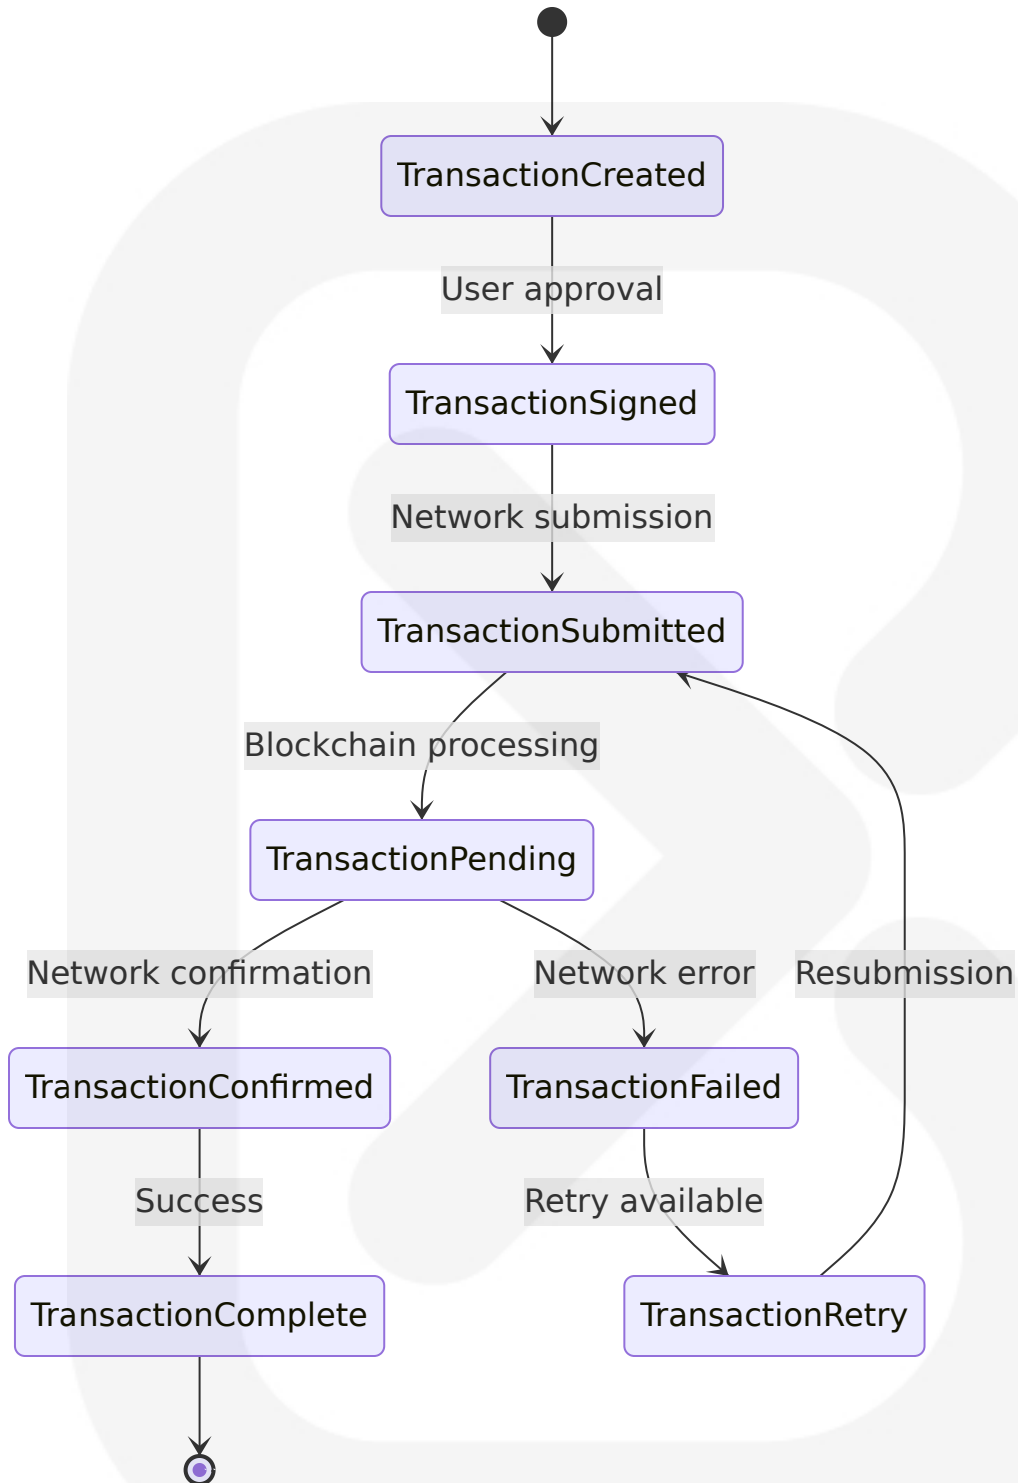 TransactionCreated
User approval
TransactionSigned
Network submission
TransactionSubmitted
Blockchain processing
TransactionPending
Network confirmation
Network error
Resubmission
TransactionConfirmed
TransactionFailed
Success
Retry available
TransactionComplete
TransactionRetry